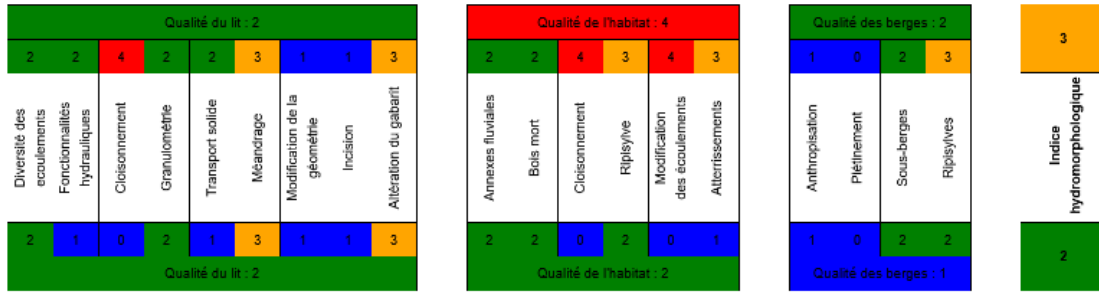 Qualité du lit : 2
2 2 4 2 2 3 1 1 3
Diversité des
ecoulements
Fonctionnalités
hydrauliques
Cloisonnement
Granulométrie
Transport solide
Méandrage
Modification de la
géométrie
Incision
Altération du gabarit
2 1 0 2 1 3 1 1 3
Qualité du lit : 2
Qualité de l'habitat : 4
2 2 4 3 4 3
Annexes fluviales
Bois mort
Cloisonnement
Ripisylve
Modification
des écoulements
Atterrissements
2 2 0 2 0 1
Qualité de l'habitat : 2
Qualité des berges : 2
1 0 2 3
Anthropisation
Piétinement
Sous-berges
Ripisylves
1 0 2 2
Qualité des berges : 1
3
Indice
hydromorphologique
2